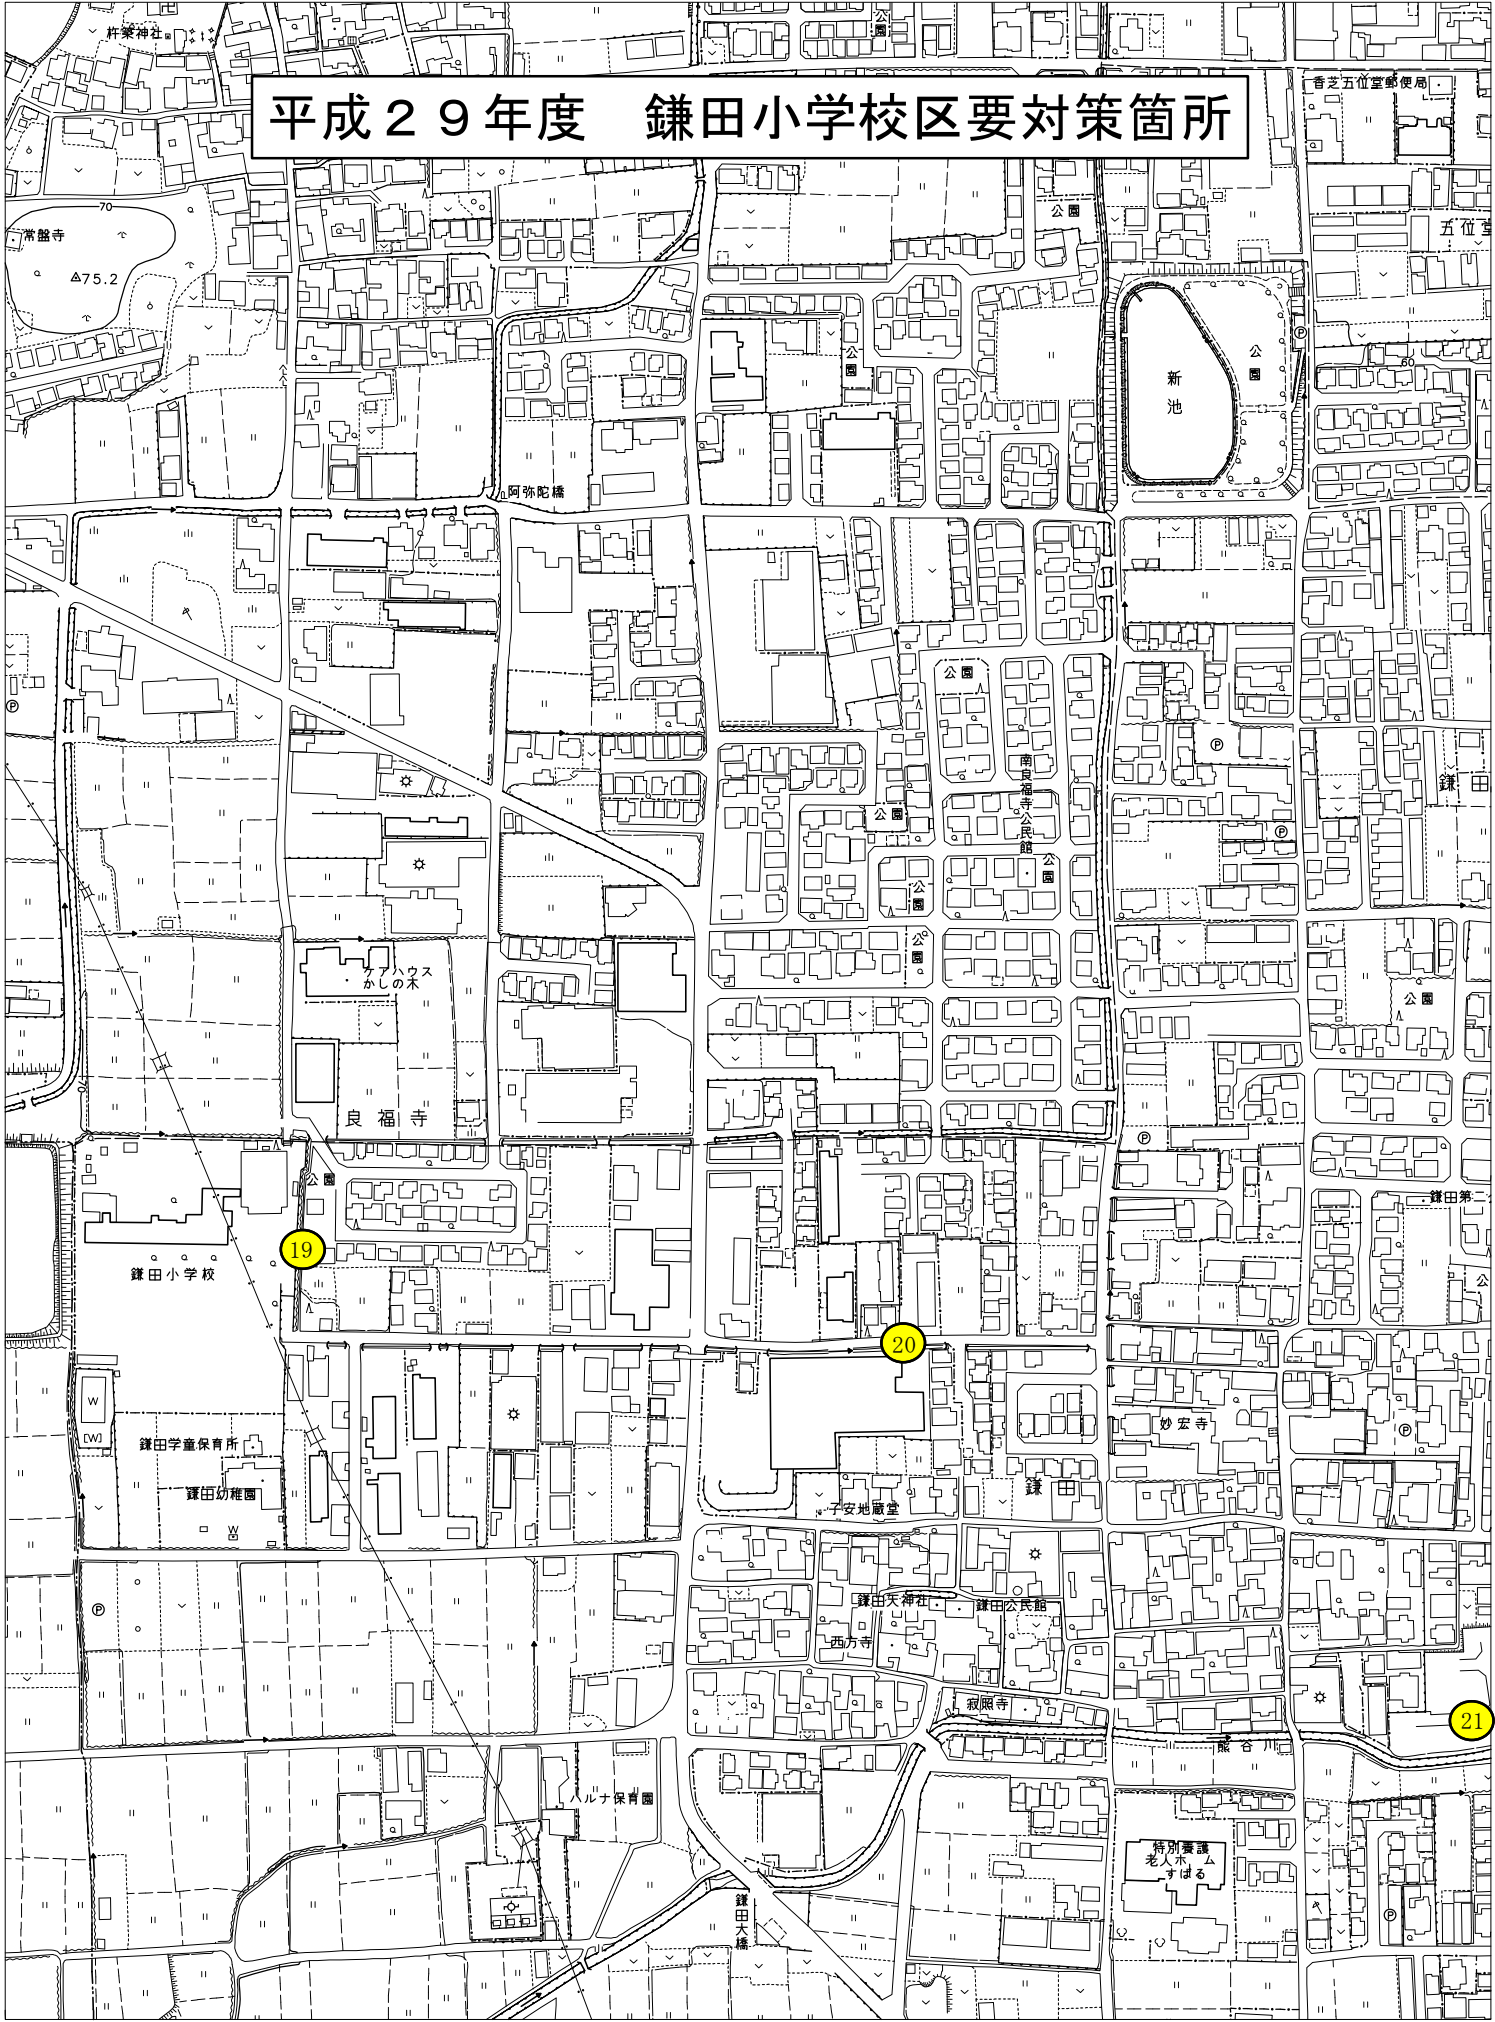 平成２９年度　鎌田小学校区要対策箇所
杵築神社
公園
香芝五位堂郵便局
70
常盤寺
75.2
公園
五位堂
公園
新池
公園
P
60
阿弥陀橋
P
公園
P
南良福寺公民館
鎌田
公園
P
公園
公園
公園
ケアハウス
かしの木
公園
70
良福寺
P
公園
鎌田第二
19
鎌田小学校
公
20
W
[W]
妙宏寺
P
鎌田学童保育所
鎌田幼稚園
鎌田
子安地蔵堂
W
P
鎌田天神社
鎌田公民館
西方寺
寂照寺
21
熊谷川
ハルナ保育園
特別養護
老人ホーム
すばる
鎌田大橋
P